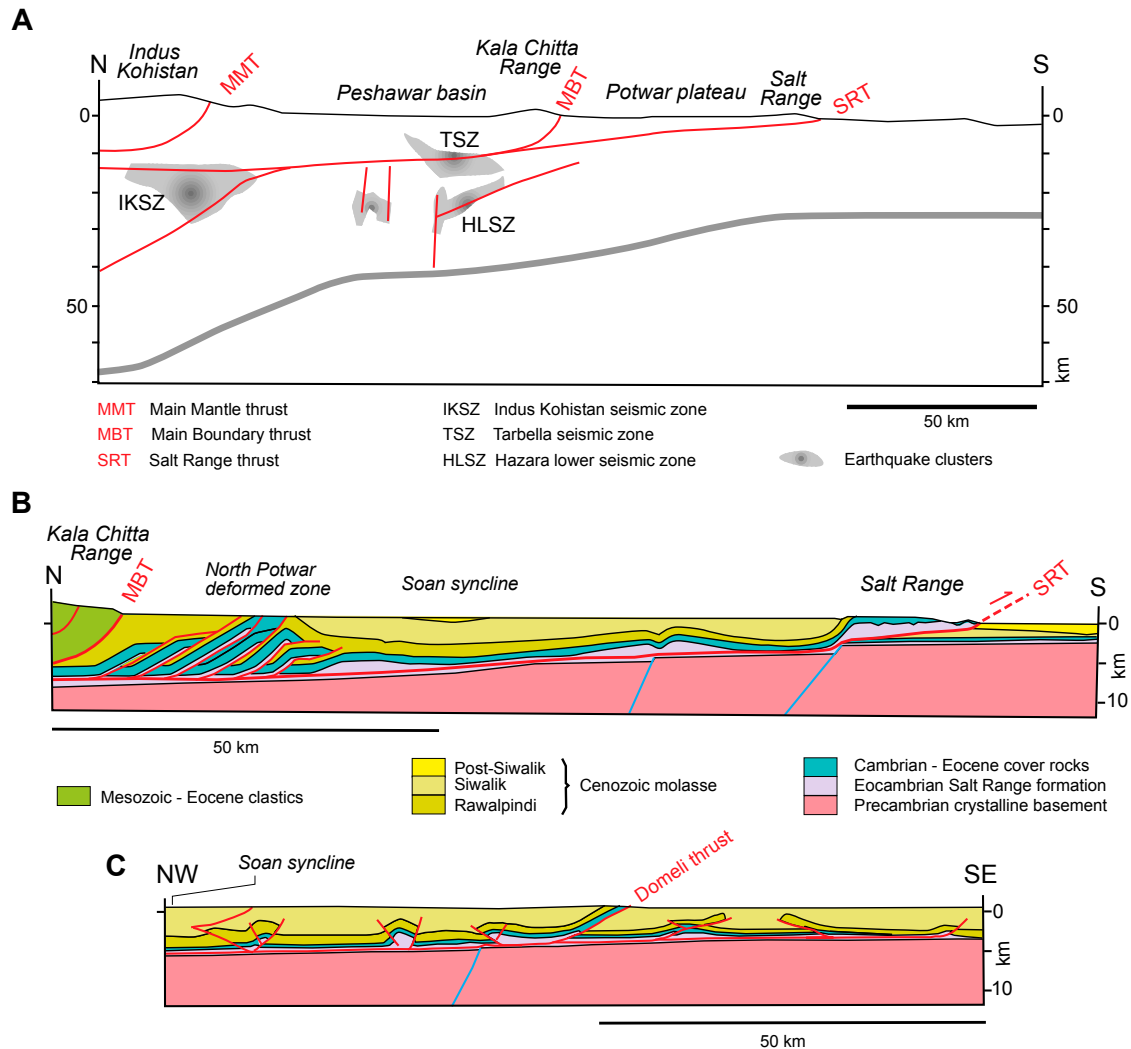 A
Indus
Kohistan
Kala Chitta
Range
N
MMT
Peshawar basin
MBT
Potwar plateau
Salt
Range
SRT
S
0
0
TSZ
IKSZ
HLSZ
50
50
km
MMT Main Mantle thrust
MBT Main Boundary thrust
SRT Salt Range thrust
IKSZ Indus Kohistan seismic zone
TSZ Tarbella seismic zone
HLSZ Hazara lower seismic zone
50 km
Earthquake clusters
B
Kala Chitta
Range
N
MBT
North Potwar
deformed zone
Soan syncline
Salt Range
SRT
S
0
km
10
50 km
Mesozoic - Eocene clastics
Post-Siwalik
Siwalik
Rawalpindi
Cenozoic molasse
Cambrian - Eocene cover rocks
Eocambrian Salt Range formation
Precambrian crystalline basement
C
NW
Soan syncline
Domeli thrust
SE
0
km
10
50 km